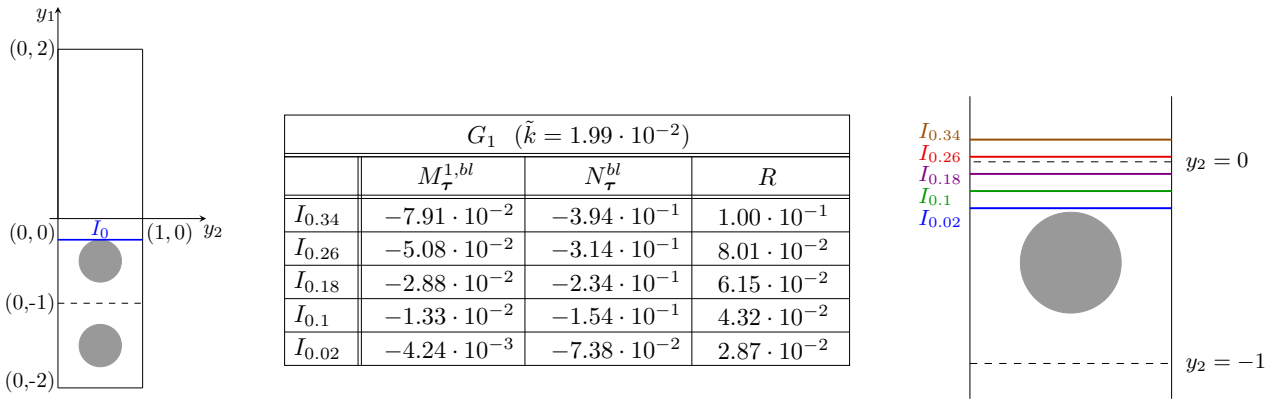 y₁
(0, 2)
(0, 0)
I₀
(1, 0)
y₂
(0,-1)
(0,-2)
G₁ (k̃ = 1.99 · 10⁻²)
M_τ^{1,bl} N_τ^{bl} R
I₀.₃₄ −7.91 · 10⁻² −3.94 · 10⁻¹ 1.00 · 10⁻¹
I₀.₂₆ −5.08 · 10⁻² −3.14 · 10⁻¹ 8.01 · 10⁻²
I₀.₁₈ −2.88 · 10⁻² −2.34 · 10⁻¹ 6.15 · 10⁻²
I₀.₁ −1.33 · 10⁻² −1.54 · 10⁻¹ 4.32 · 10⁻²
I₀.₀₂ −4.24 · 10⁻³ −7.38 · 10⁻² 2.87 · 10⁻²
I₀.₃₄
I₀.₂₆
y₂ = 0
I₀.₁₈
I₀.₁
I₀.₀₂
y₂ = −1